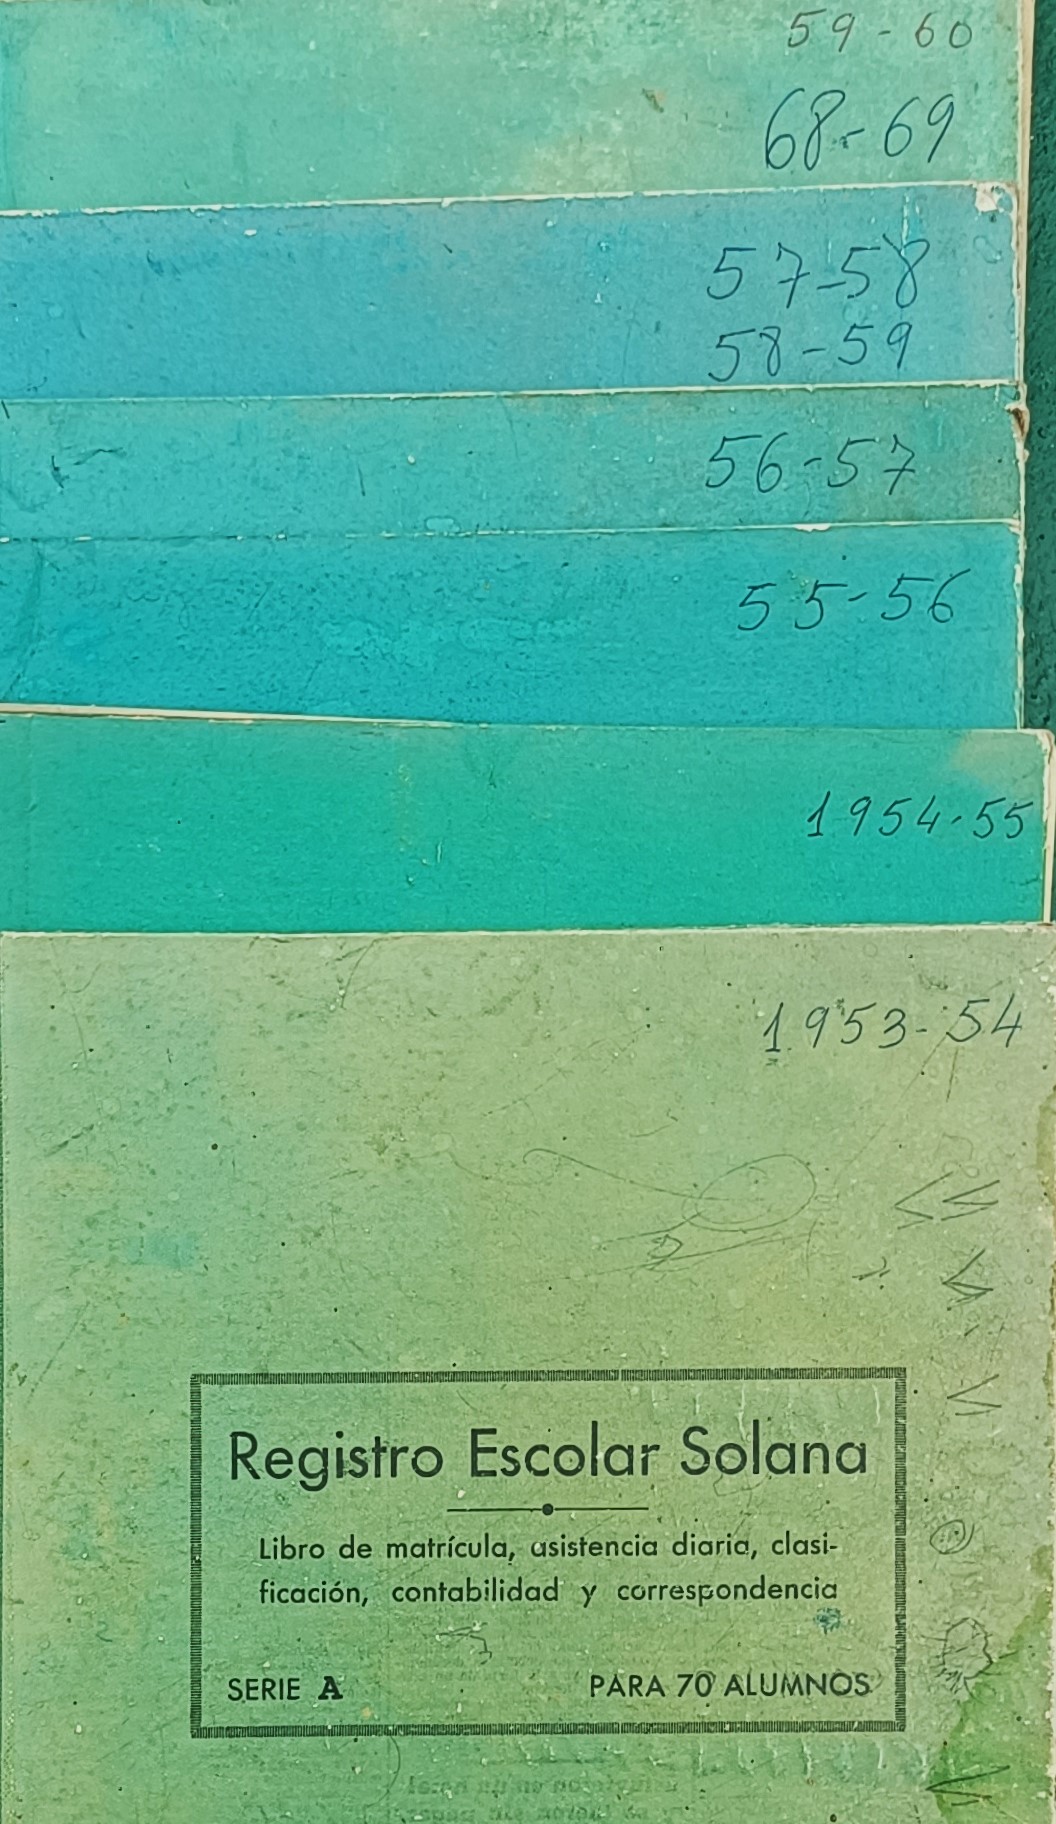 59-60
68-69
57-58
58-59
56-57
55-56
1954-55
1953-54
Registro Escolar Solana
Libro de matrícula, asistencia diaria, clasi-
ficación, contabilidad y correspondencia
SERIE A PARA 70 ALUMNOS